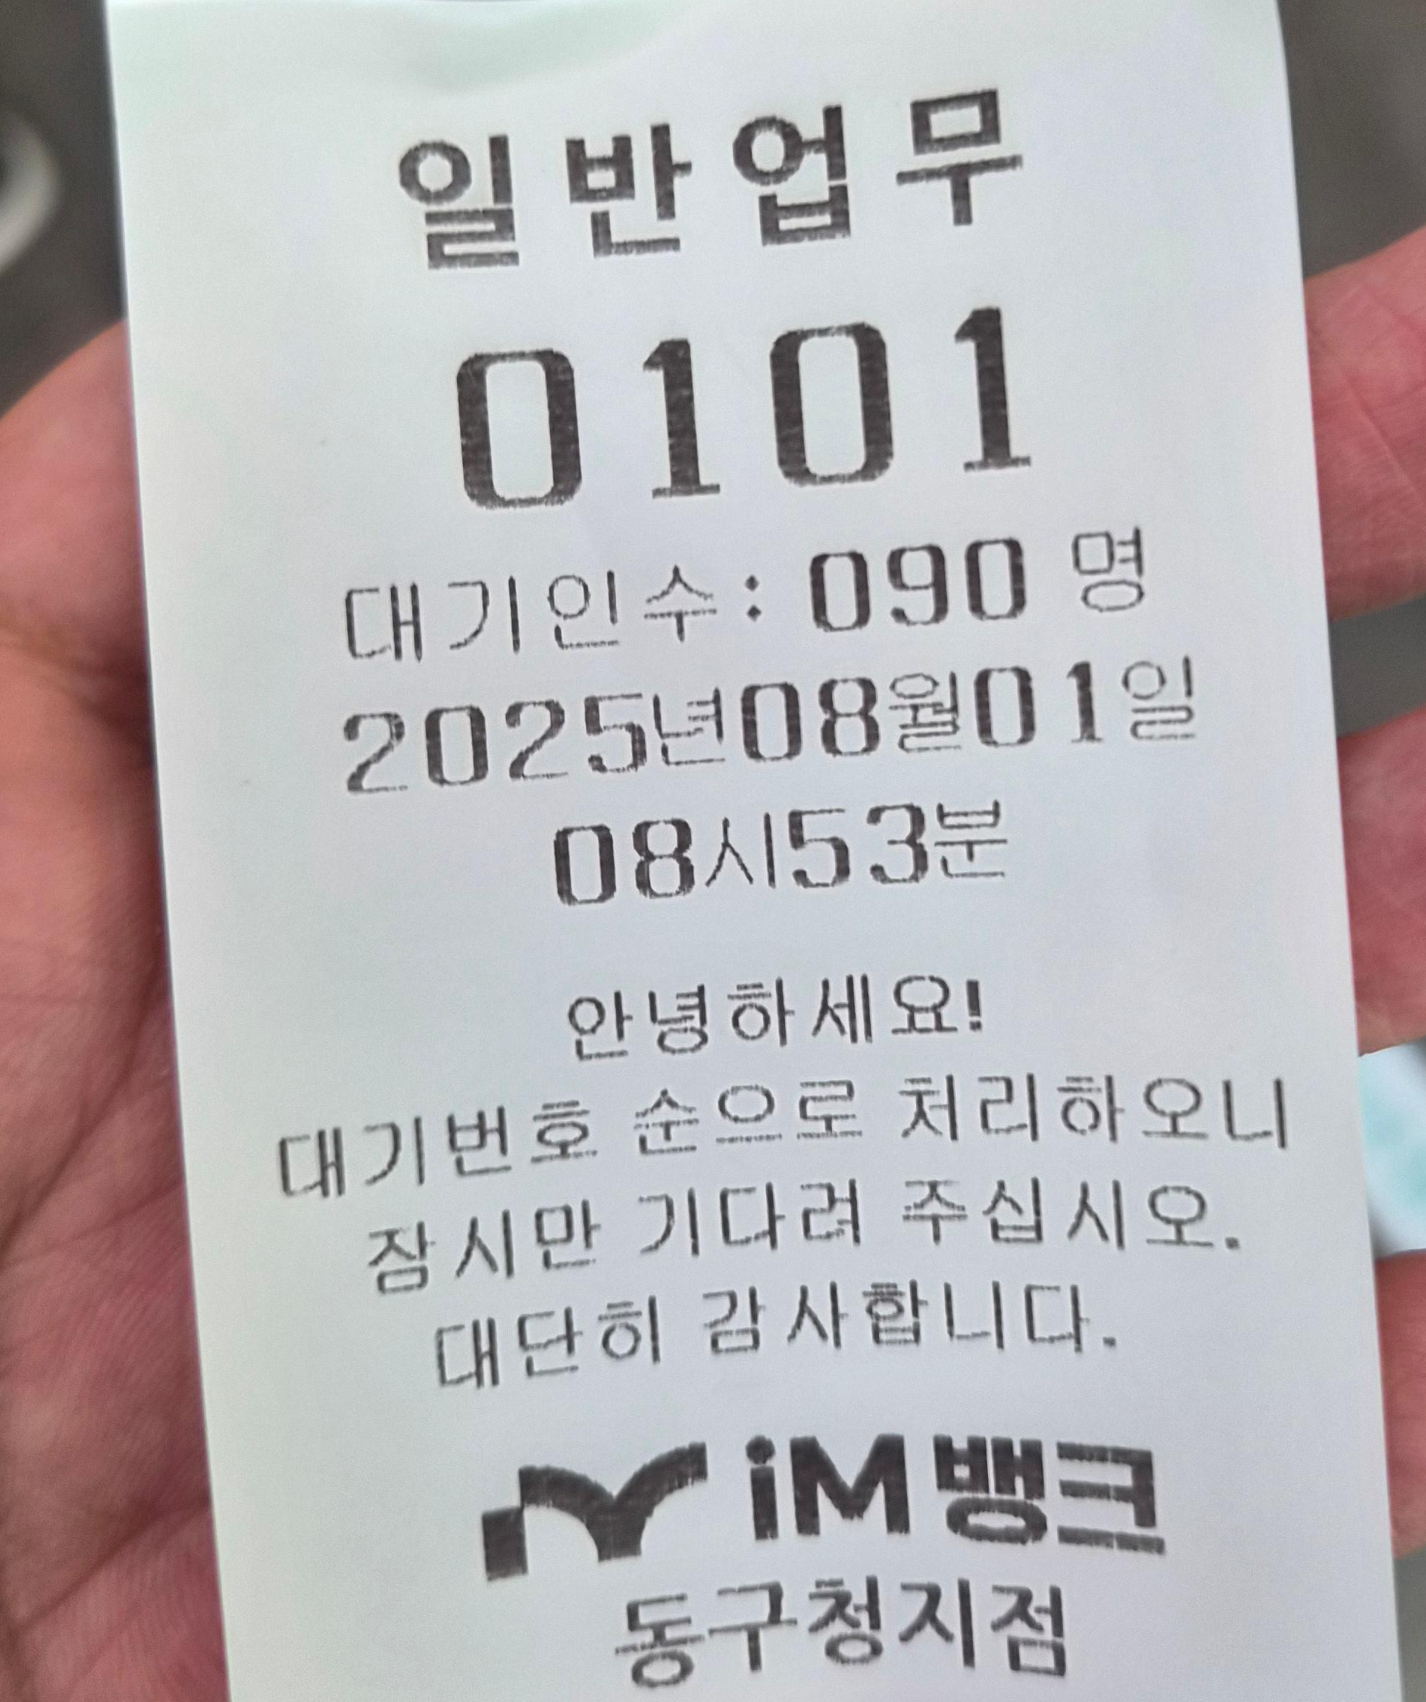 일반업무
0101
대기인수: 090 명
2025년08월01일
08시53분
안녕하세요!
대기번호 순으로 처리하오니
잠시만 기다려 주십시오.
대단히 감사합니다.
iM뱅크
동구청지점